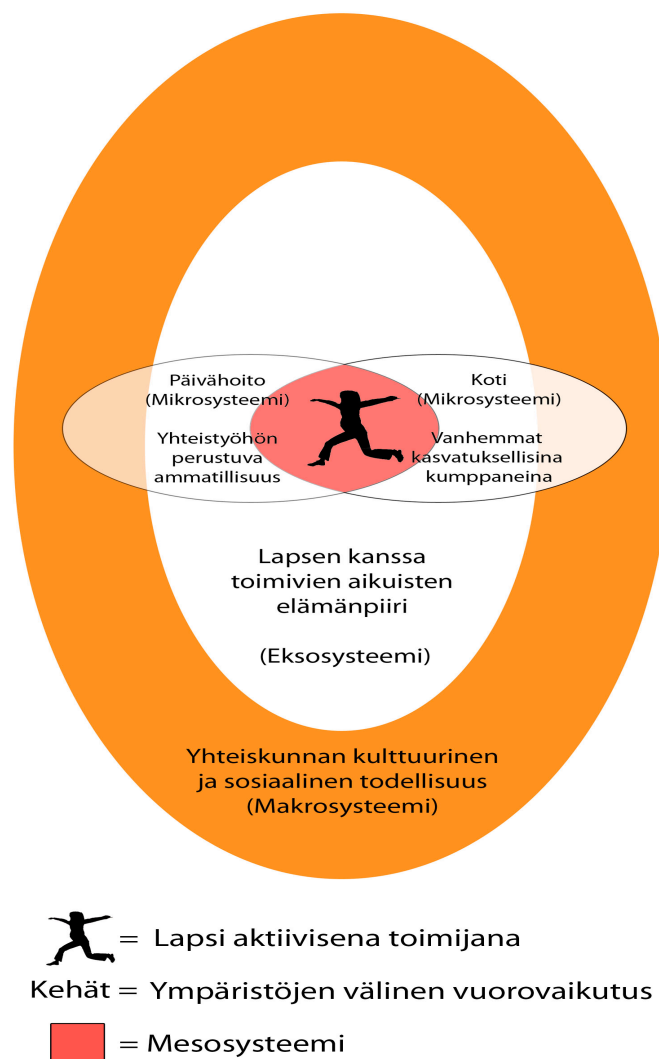 Päivähoito
(Mikrosysteemi)
Yhteistyöhön
perustuva
ammatillisuus
Koti
(Mikrosysteemi)
Vanhemmat
kasvatuksellisina
kumppaneina
Lapsen kanssa
toimivien aikuisten
elämänpiiri
(Eksosysteemi)
Yhteiskunnan kulttuurinen
ja sosiaalinen todellisuus
(Makrosysteemi)
= Lapsi aktiivisena toimijana
Kehät = Ympäristöjen välinen vuorovaikutus
= Mesosysteemi